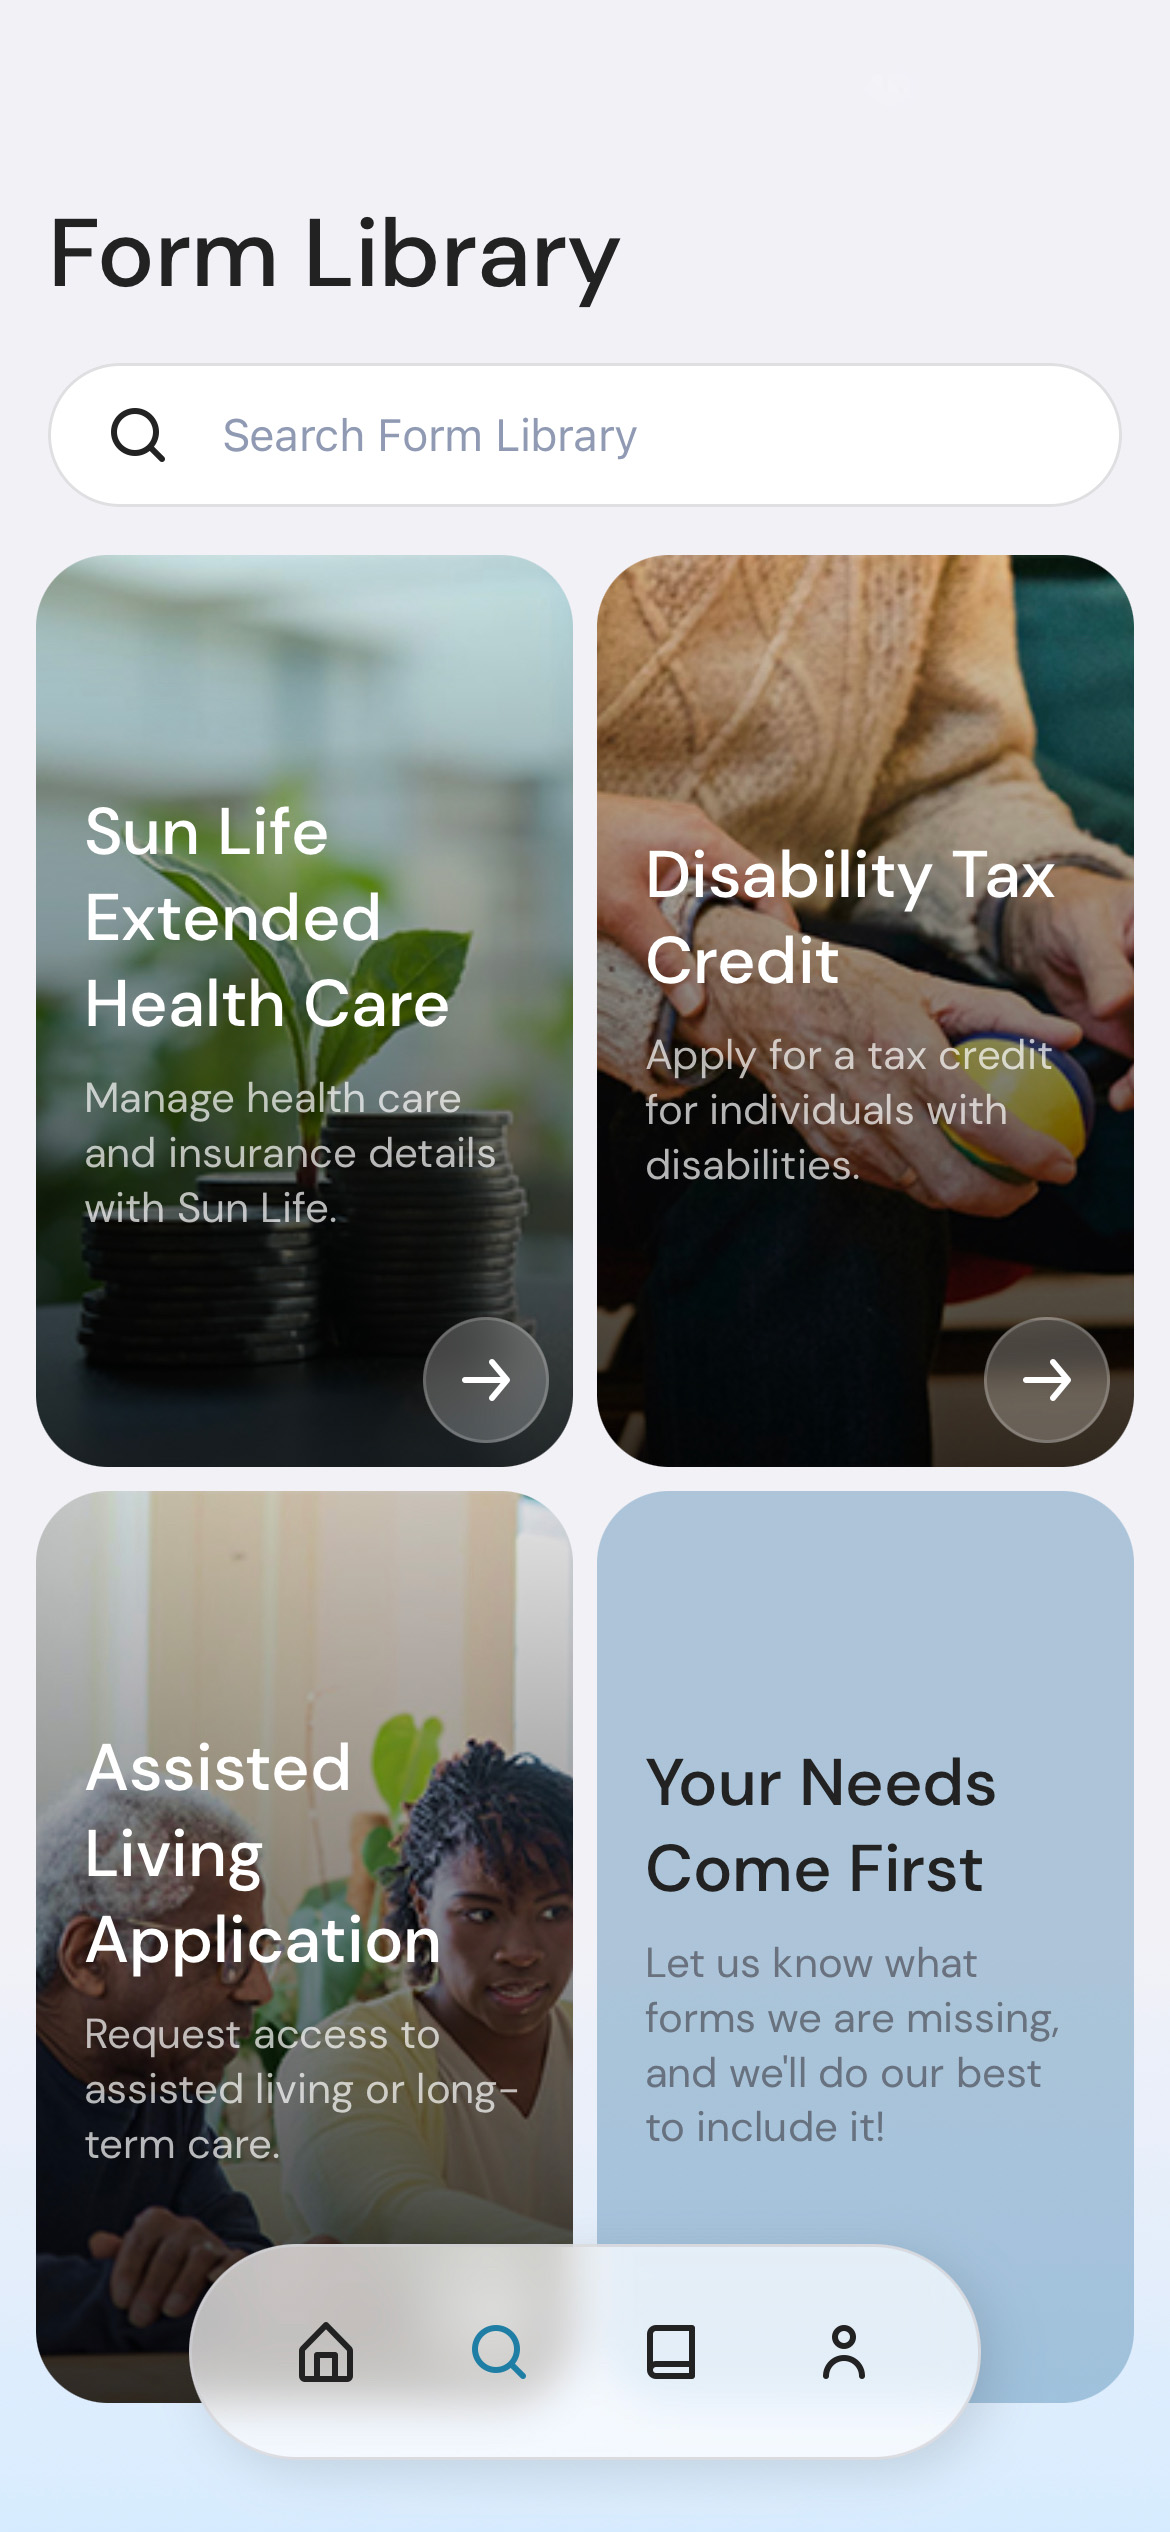 Form Library
Search Form Library
Sun Life
Extended
Health Care
Manage health care
and insurance details
with Sun Life.
Disability Tax
Credit
Apply for a tax credit
for individuals with
disabilities.
Assisted
Living
Application
Request access to
assisted living or long-
term care.
Your Needs
Come First
Let us know what
forms we are missing,
and we'll do our best
to include it!